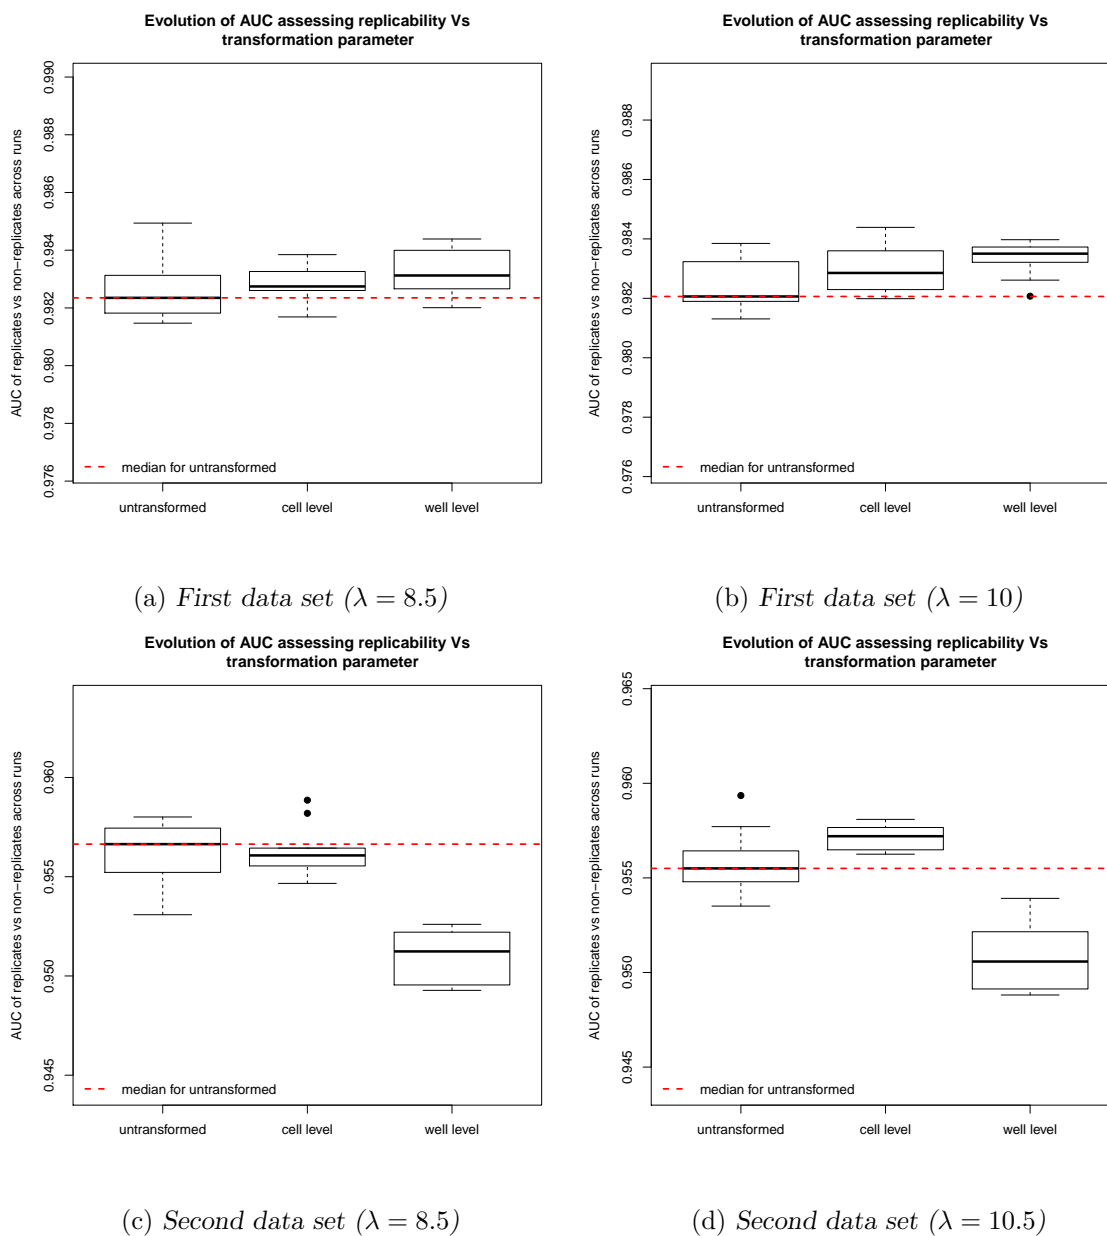 Evolution of AUC assessing replicability Vs
transformation parameter
AUC of replicates vs non−replicates across runs
0.990
0.988
0.986
0.984
0.982
0.980
0.978
0.976
median for untransformed
untransformed cell level well level
(a) First data set (λ = 8.5)
Evolution of AUC assessing replicability Vs
transformation parameter
AUC of replicates vs non−replicates across runs
0.988
0.986
0.984
0.982
0.980
0.978
0.976
median for untransformed
untransformed cell level well level
(b) First data set (λ = 10)
Evolution of AUC assessing replicability Vs
transformation parameter
AUC of replicates vs non−replicates across runs
0.960
0.955
0.950
0.945
median for untransformed
untransformed cell level well level
(c) Second data set (λ = 8.5)
Evolution of AUC assessing replicability Vs
transformation parameter
AUC of replicates vs non−replicates across runs
0.965
0.960
0.955
0.950
0.945
median for untransformed
untransformed cell level well level
(d) Second data set (λ = 10.5)